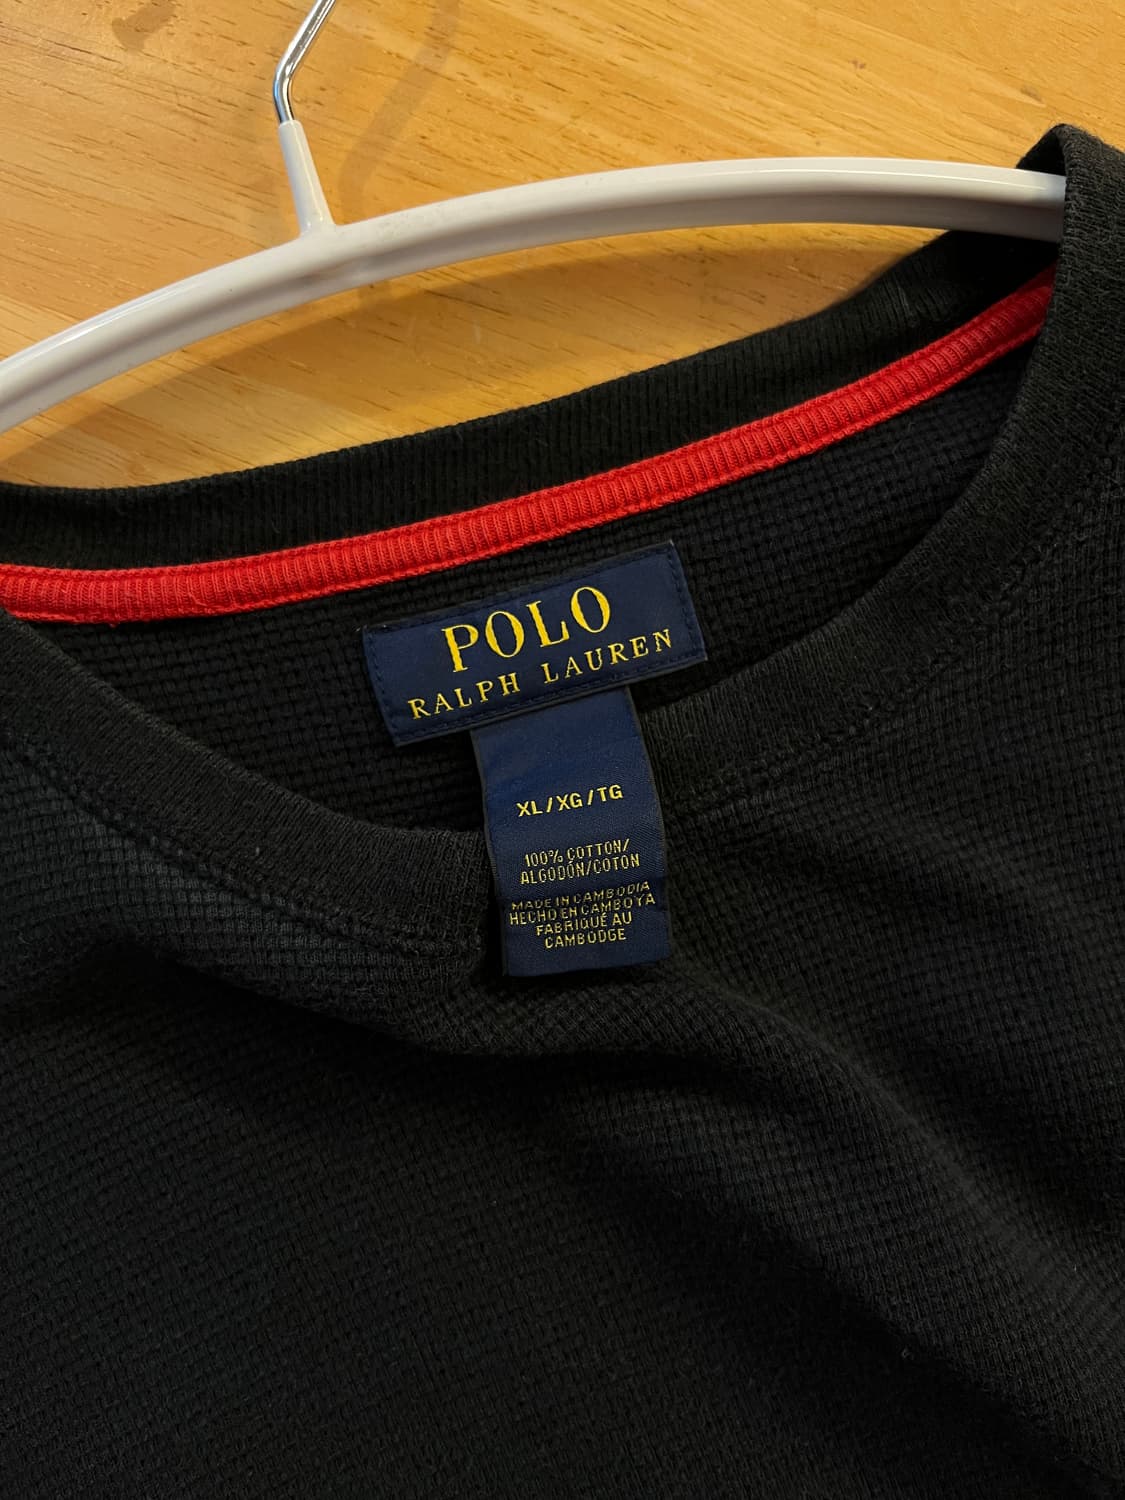 POLO
RALPH LAUREN
XL/XG/TG
100% COTTON/
ALGODÓN/COTON
MADE IN CAMBODIA
HECHO EN CAMBOYA
FABRIQUÉ AU
CAMBODGE